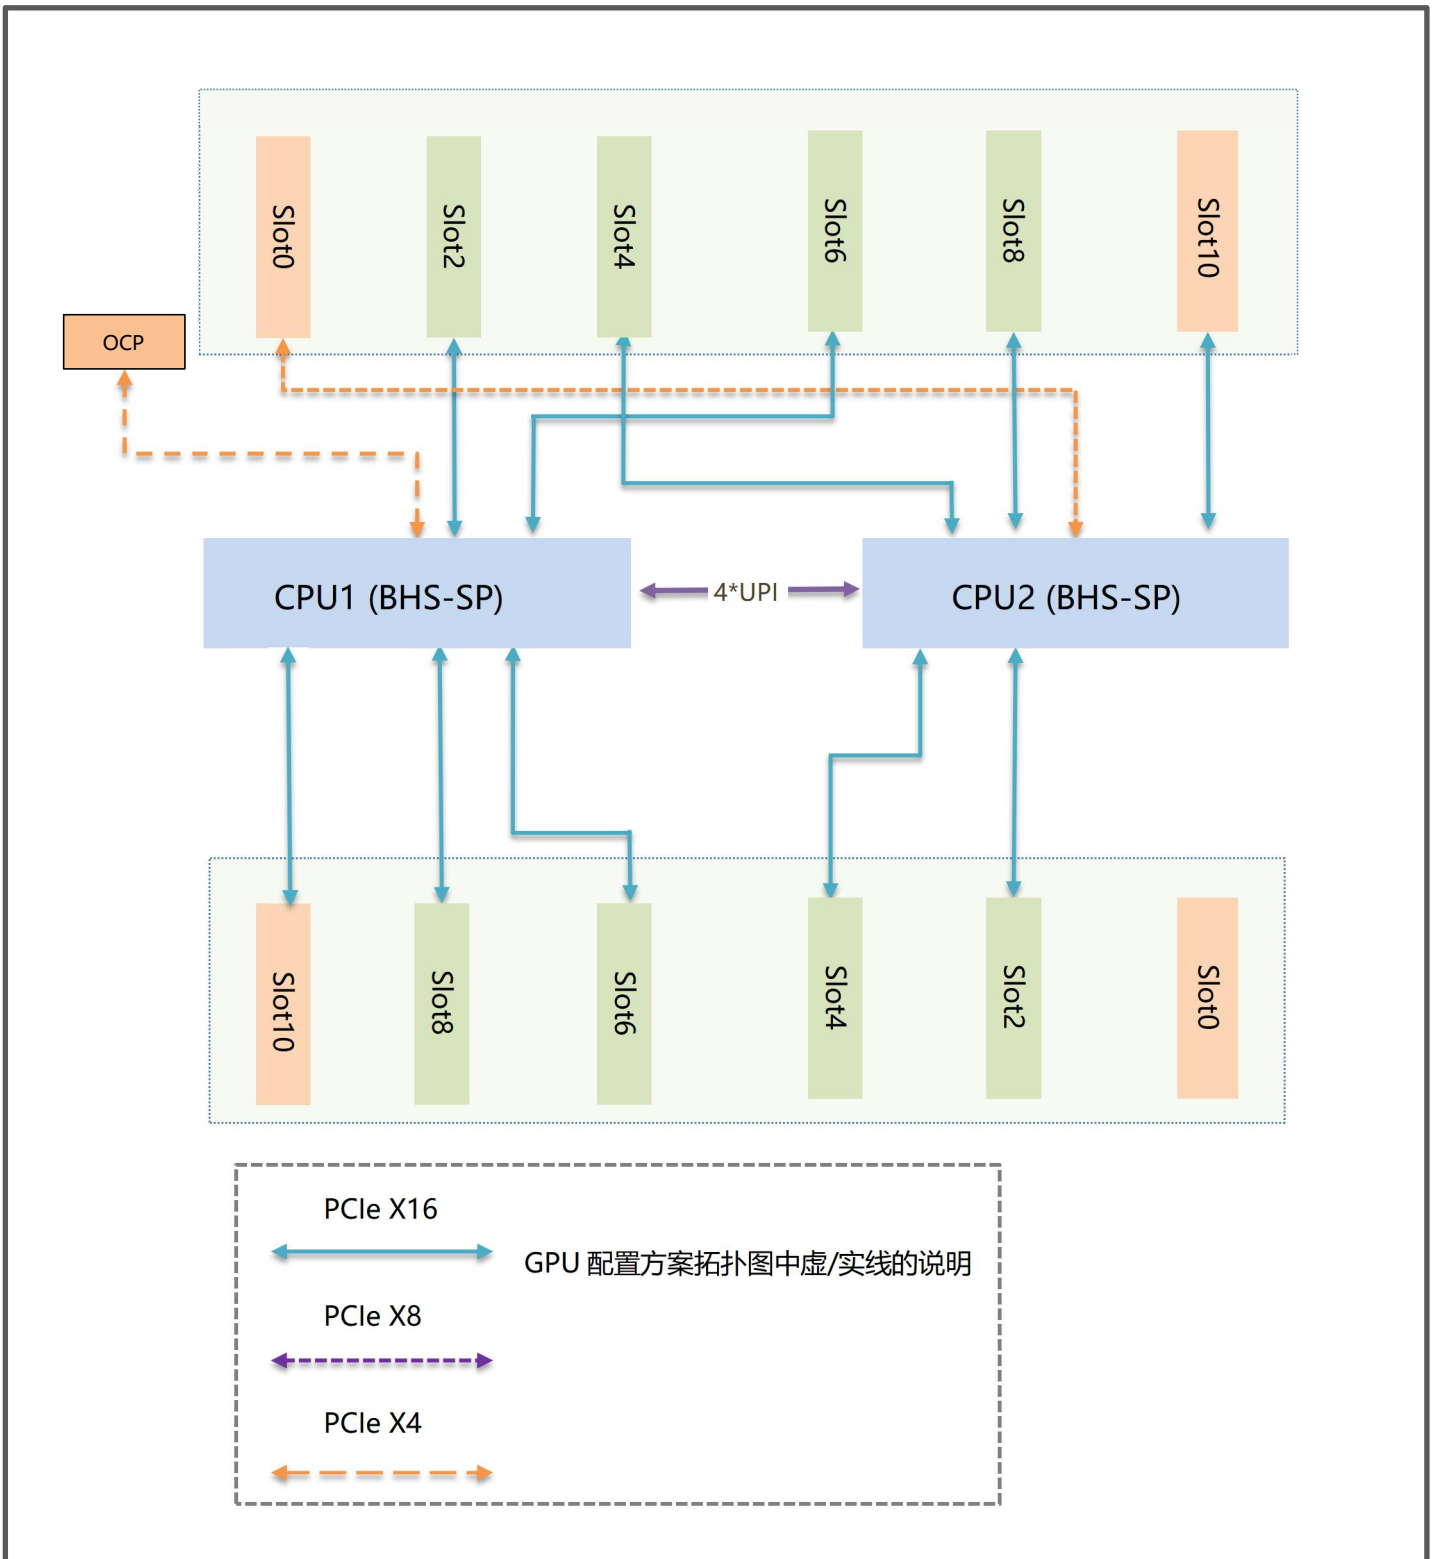 Slot0
Slot2
Slot4
Slot6
Slot8
Slot10
OCP
CPU1 (BHS-SP)
4*UPI
CPU2 (BHS-SP)
Slot10
Slot8
Slot6
Slot4
Slot2
Slot0
PCIe X16
GPU 配置方案拓扑图中虚/实线的说明
PCIe X8
PCIe X4